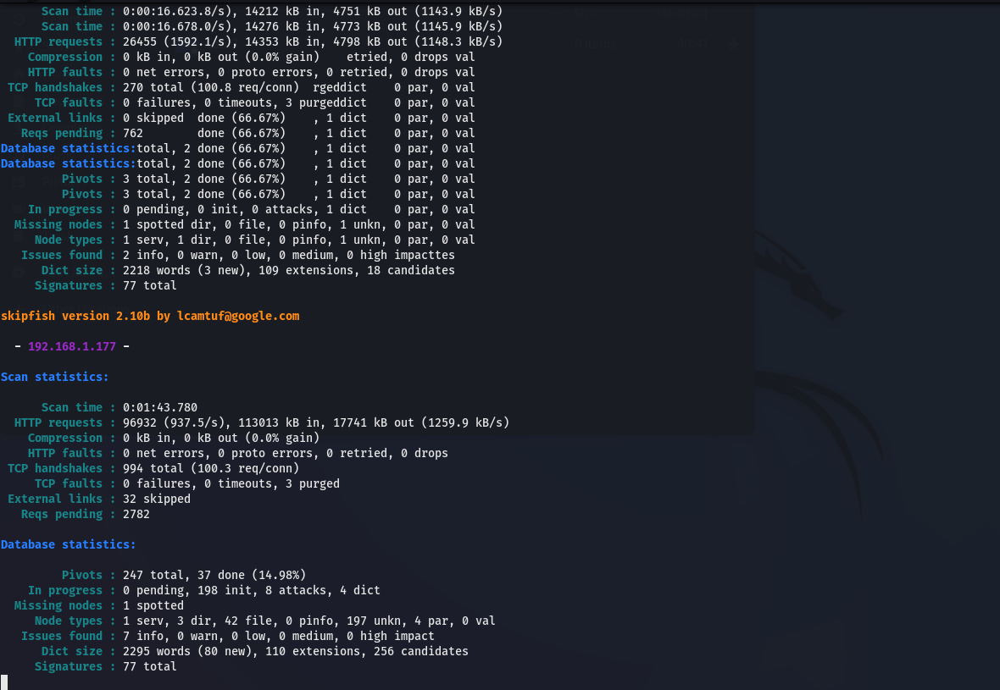 Scan time : 0:00:16.623.8/s), 14212 kB in, 4751 kB out (1143.9 kB/s)
Scan time : 0:00:16.678.0/s), 14276 kB in, 4773 kB out (1145.9 kB/s)
HTTP requests : 26455 (1592.1/s), 14353 kB in, 4798 kB out (1148.3 kB/s)
Compression : 0 kB in, 0 kB out (0.0% gain)    etried, 0 drops val
HTTP faults : 0 net errors, 0 proto errors, 0 retried, 0 drops val
TCP handshakes : 270 total (100.8 req/conn)  rgeddict    0 par, 0 val
TCP faults : 0 failures, 0 timeouts, 3 purgeddict    0 par, 0 val
External links : 0 skipped  done (66.67%)    , 1 dict    0 par, 0 val
Reqs pending : 762        done (66.67%)    , 1 dict    0 par, 0 val
Database statistics:total, 2 done (66.67%)    , 1 dict    0 par, 0 val
Database statistics:total, 2 done (66.67%)    , 1 dict    0 par, 0 val
Pivots : 3 total, 2 done (66.67%)    , 1 dict    0 par, 0 val
Pivots : 3 total, 2 done (66.67%)    , 1 dict    0 par, 0 val
In progress : 0 pending, 0 init, 0 attacks, 1 dict    0 par, 0 val
Missing nodes : 1 spotted dir, 0 file, 0 pinfo, 1 unkn, 0 par, 0 val
Node types : 1 serv, 1 dir, 0 file, 0 pinfo, 1 unkn, 0 par, 0 val
Issues found : 2 info, 0 warn, 0 low, 0 medium, 0 high impacttes
Dict size : 2218 words (3 new), 109 extensions, 18 candidates
Signatures : 77 total
skipfish version 2.10b by lcamtuf@google.com
- 192.168.1.177 -
Scan statistics:
Scan time : 0:01:43.780
HTTP requests : 96932 (937.5/s), 113013 kB in, 17741 kB out (1259.9 kB/s)
Compression : 0 kB in, 0 kB out (0.0% gain)
HTTP faults : 0 net errors, 0 proto errors, 0 retried, 0 drops
TCP handshakes : 994 total (100.3 req/conn)
TCP faults : 0 failures, 0 timeouts, 3 purged
External links : 32 skipped
Reqs pending : 2782
Database statistics:
Pivots : 247 total, 37 done (14.98%)
In progress : 0 pending, 198 init, 8 attacks, 4 dict
Missing nodes : 1 spotted
Node types : 1 serv, 3 dir, 42 file, 0 pinfo, 197 unkn, 4 par, 0 val
Issues found : 7 info, 0 warn, 0 low, 0 medium, 0 high impact
Dict size : 2295 words (80 new), 110 extensions, 256 candidates
Signatures : 77 total